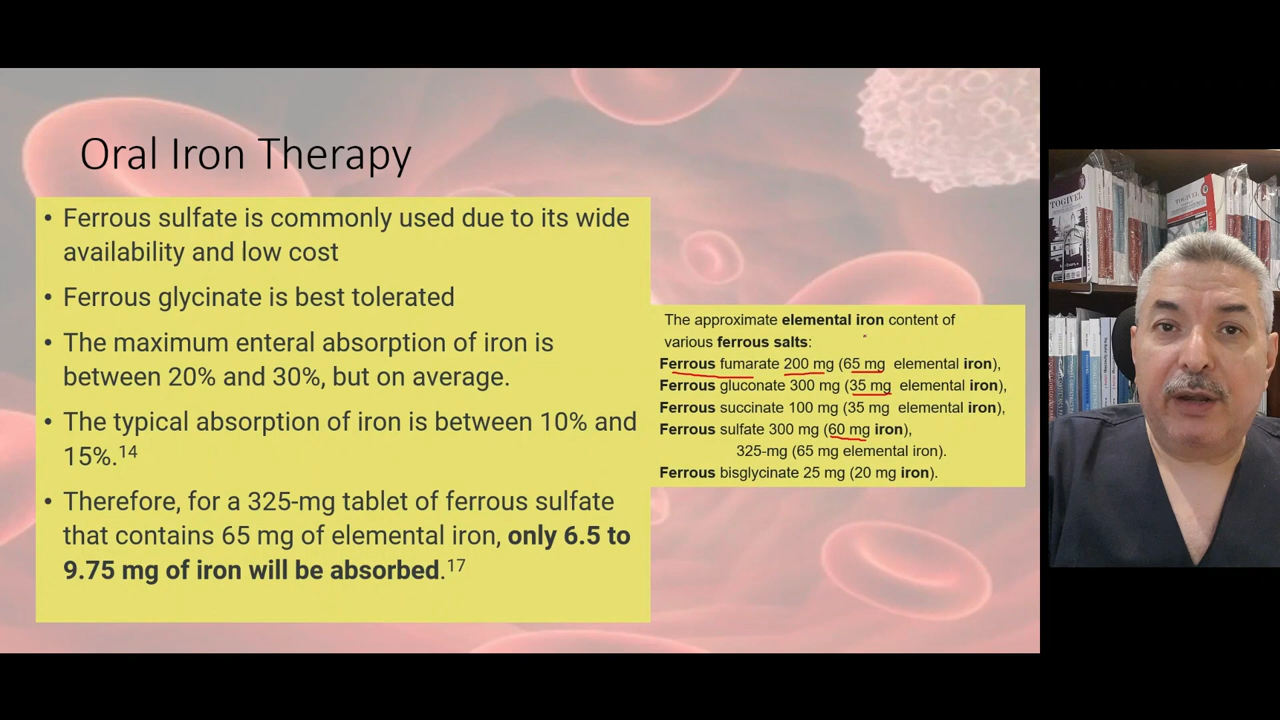 Oral Iron Therapy
• Ferrous sulfate is commonly used due to its wide
availability and low cost
• Ferrous glycinate is best tolerated
• The maximum enteral absorption of iron is
between 20% and 30%, but on average.
• The typical absorption of iron is between 10% and
15%.14
• Therefore, for a 325-mg tablet of ferrous sulfate
that contains 65 mg of elemental iron, only 6.5 to
9.75 mg of iron will be absorbed.17
The approximate elemental iron content of
various ferrous salts:
Ferrous fumarate 200 mg (65 mg elemental iron),
Ferrous gluconate 300 mg (35 mg elemental iron),
Ferrous succinate 100 mg (35 mg elemental iron),
Ferrous sulfate 300 mg (60 mg iron),
325-mg (65 mg elemental iron).
Ferrous bisglycinate 25 mg (20 mg iron).
TOGIVEL
TOGIVEL